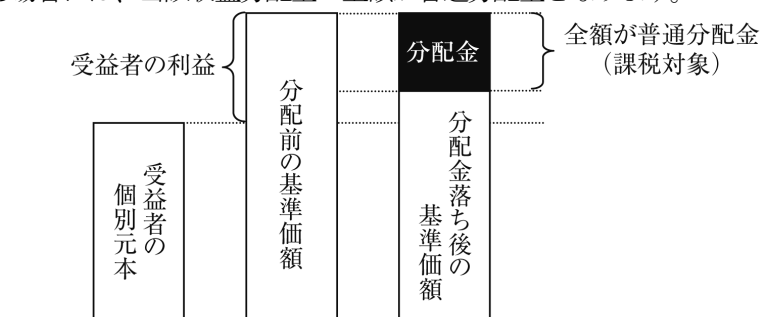 全額が普通分配金
（課税対象）
受益者の利益
分配金
分配前の基準価額
分配金落ち後の
基準価額
受益者の
個別元本